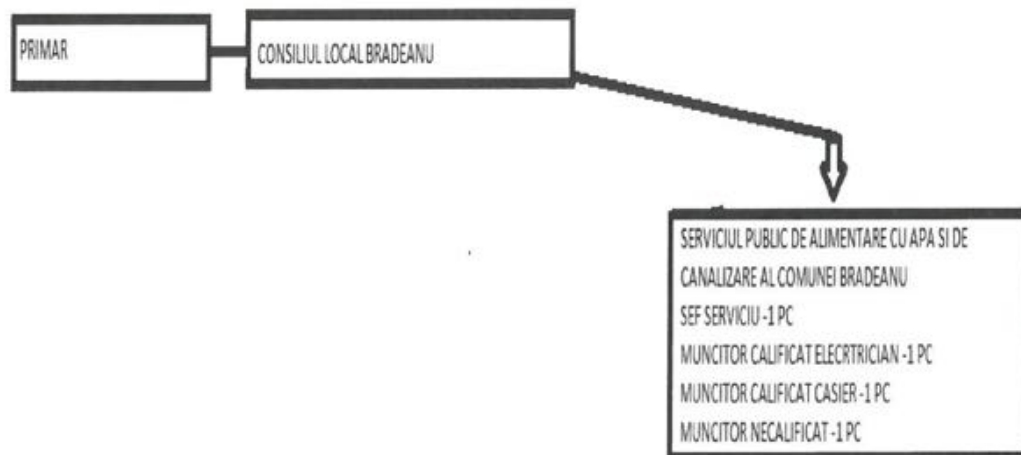 PRIMAR
CONSILIUL LOCAL BRADEANU
SERVICIUL PUBLIC DE ALIMENTARE CU APA SI DE
CANALIZARE AL COMUNEI BRADEANU
SEF SERVICIU -1 PC
MUNCITOR CALIFICAT ELECRTRICIAN -1 PC
MUNCITOR CALIFICAT CASIER -1 PC
MUNCITOR NECALIFICAT -1 PC